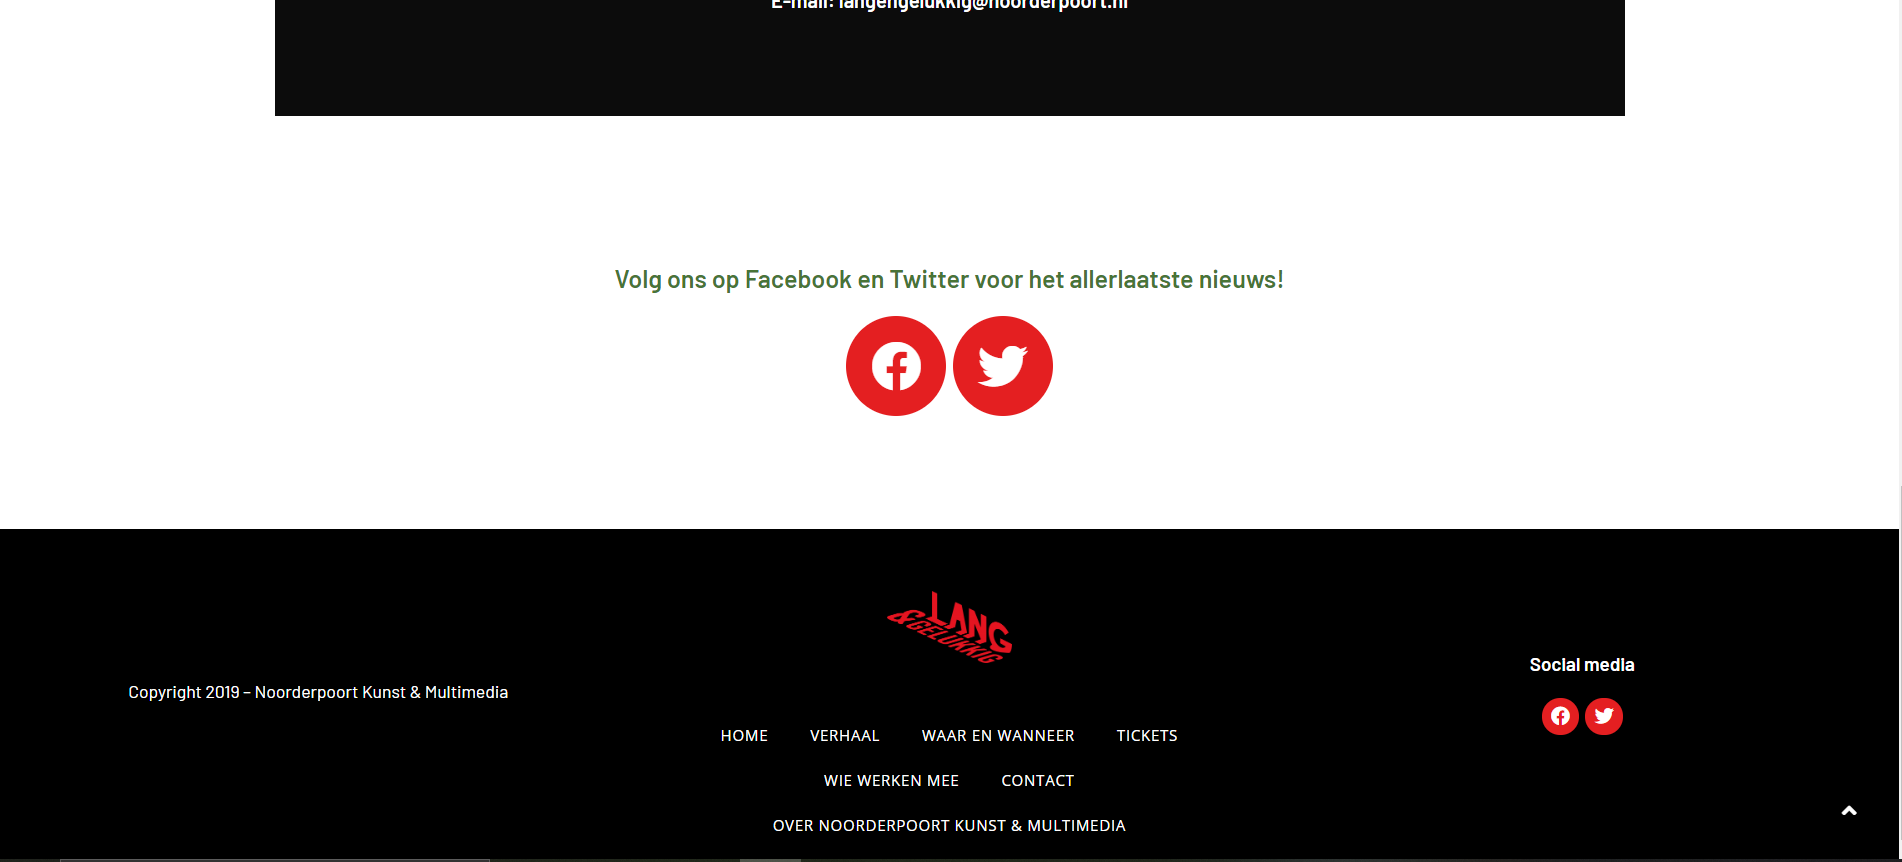 E-mail: langengelukkig@noorderpoort.nl
Volg ons op Facebook en Twitter voor het allerlaatste nieuws!
LANG
&GELUKKIG
Copyright 2019 – Noorderpoort Kunst & Multimedia
HOME VERHAAL WAAR EN WANNEER TICKETS
WIE WERKEN MEE CONTACT
OVER NOORDERPOORT KUNST & MULTIMEDIA
Social media